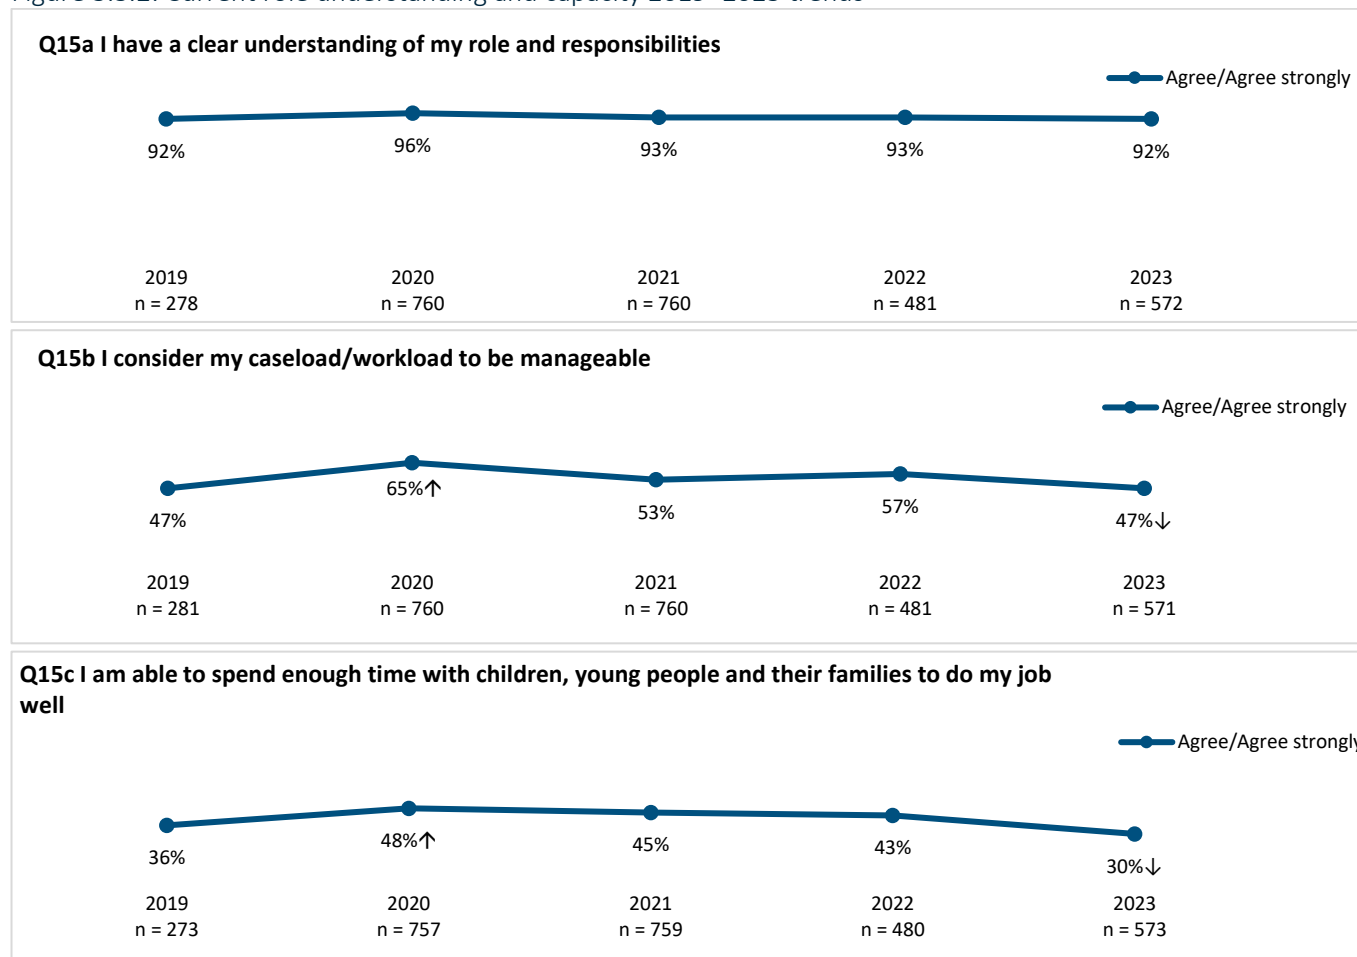 Q15a I have a clear understanding of my role and responsibilities
Agree/Agree strongly
92%
96%
93%
93%
92%
2019
2020
2021
2022
2023
n = 278
n = 760
n = 760
n = 481
n = 572
Q15b I consider my caseload/workload to be manageable
Agree/Agree strongly
47%
65%↑
53%
57%
47%↓
2019
2020
2021
2022
2023
n = 281
n = 760
n = 760
n = 481
n = 571
Q15c I am able to spend enough time with children, young people and their families to do my job
well
Agree/Agree strongly
36%
48%↑
45%
43%
30%↓
2019
2020
2021
2022
2023
n = 273
n = 757
n = 759
n = 480
n = 573